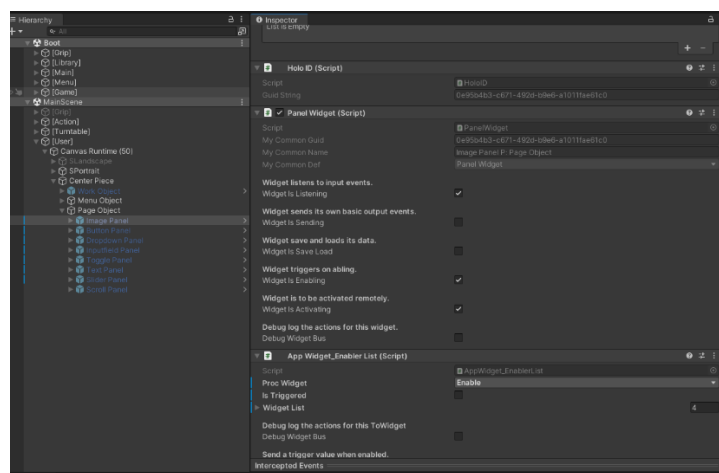 Hierarchy
All
Boot
[Grip]
[Library]
[Main]
[Menu]
[Game]
MainScene
[Grip]
[Action]
[Turntable]
[User]
Canvas Runtime (50)
SLandscape
SPortrait
Center Piece
Work Object
Menu Object
Page Object
Image Panel
Button Panel
Dropdown Panel
Inputfield Panel
Toggle Panel
Text Panel
Slider Panel
Scroll Panel
Inspector
List is Empty
+ -
Holo ID (Script)
Script HoloID
Guid String 0e95b4b3-c671-492d-b9e6-a1011fae61c0
Panel Widget (Script)
Script PanelWidget
My Common Guid 0e95b4b3-c671-492d-b9e6-a1011fae61c0
My Common Name Image Panel P: Page Object
My Common Def Panel Widget
Widget listens to input events.
Widget Is Listening
Widget sends its own basic output events.
Widget Is Sending
Widget save and loads its data.
Widget Is Save Load
Widget triggers on abling.
Widget Is Enabling
Widget is to be activated remotely.
Widget Is Activating
Debug log the actions for this widget.
Debug Widget Bus
App Widget_Enabler List (Script)
Script AppWidget_EnablerList
Proc Widget Enable
Is Triggered
Widget List 4
Debug log the actions for this ToWidget
Debug Widget Bus
Send a trigger value when enabled.
Intercepted Events